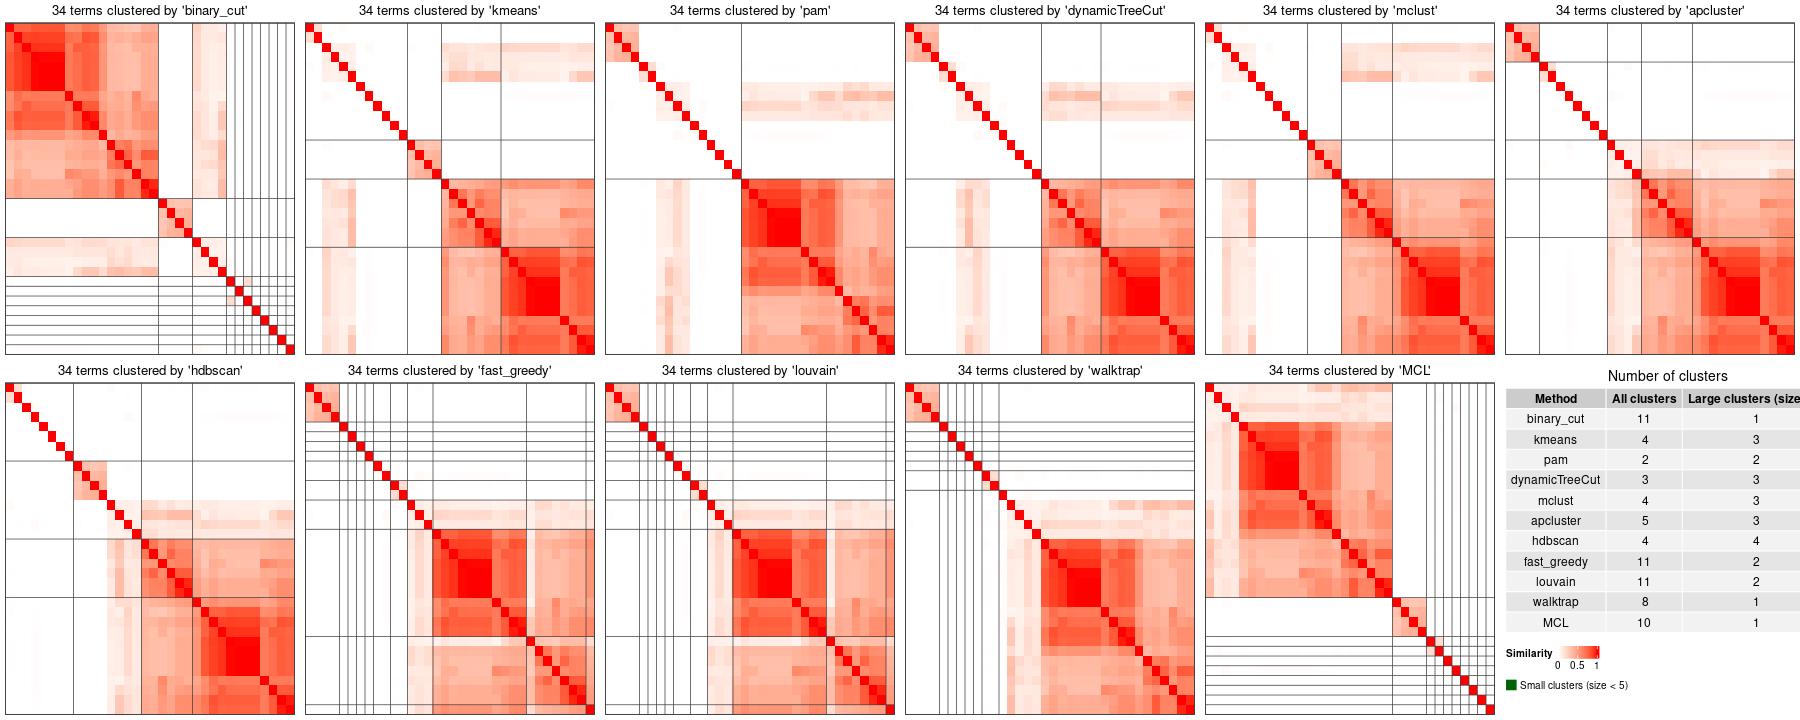 34 terms clustered by 'binary_cut'
34 terms clustered by 'kmeans'
34 terms clustered by 'pam'
34 terms clustered by 'dynamicTreeCut'
34 terms clustered by 'mclust'
34 terms clustered by 'apcluster'
34 terms clustered by 'hdbscan'
34 terms clustered by 'fast_greedy'
34 terms clustered by 'louvain'
34 terms clustered by 'walktrap'
34 terms clustered by 'MCL'
Number of clusters
Method All clusters Large clusters (size
binary_cut 11 1
kmeans 4 3
pam 2 2
dynamicTreeCut 3 3
mclust 4 3
apcluster 5 3
hdbscan 4 4
fast_greedy 11 2
louvain 11 2
walktrap 8 1
MCL 10 1
Similarity
0 0.5 1
Small clusters (size < 5)